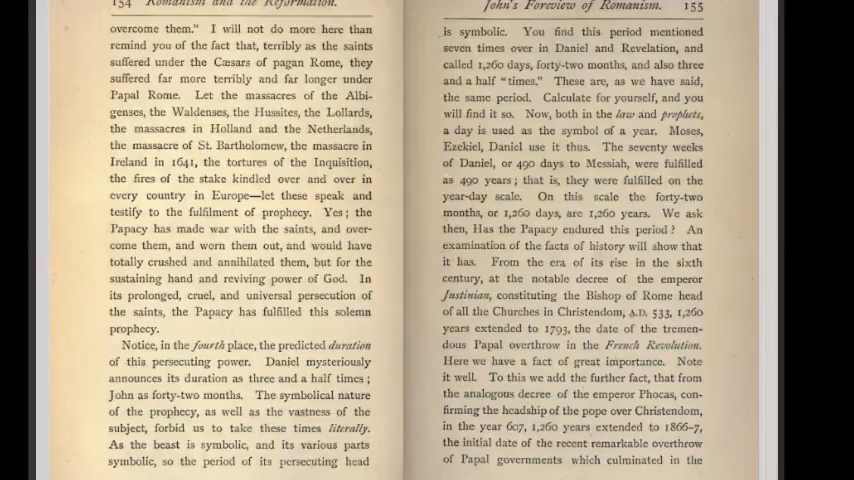 154 Romanism and the Reformation.
overcome them." I will not do more here than
remind you of the fact that, terribly as the saints
suffered under the Cæsars of pagan Rome, they
suffered far more terribly and far longer under
Papal Rome. Let the massacres of the Albi-
genses, the Waldenses, the Hussites, the Lollards,
the massacres in Holland and the Netherlands,
the massacre of St. Bartholomew, the massacre in
Ireland in 1641, the tortures of the Inquisition,
the fires of the stake kindled over and over in
every country in Europe—let these speak and
testify to the fulfilment of prophecy. Yes; the
Papacy has made war with the saints, and over-
come them, and worn them out, and would have
totally crushed and annihilated them, but for the
sustaining hand and reviving power of God. In
its prolonged, cruel, and universal persecution of
the saints, the Papacy has fulfilled this solemn
prophecy.
Notice, in the fourth place, the predicted duration
of this persecuting power. Daniel mysteriously
announces its duration as three and a half times;
John as forty-two months. The symbolical nature
of the prophecy, as well as the vastness of the
subject, forbid us to take these times literally.
As the beast is symbolic, and its various parts
symbolic, so the period of its persecuting head
John's Foreview of Romanism. 155
is symbolic. You find this period mentioned
seven times over in Daniel and Revelation, and
called 1,260 days, forty-two months, and also three
and a half "times." These are, as we have said,
the same period. Calculate for yourself, and you
will find it so. Now, both in the law and prophets,
a day is used as the symbol of a year. Moses,
Ezekiel, Daniel use it thus. The seventy weeks
of Daniel, or 490 days to Messiah, were fulfilled
as 490 years; that is, they were fulfilled on the
year-day scale. On this scale the forty-two
months, or 1,260 days, are 1,260 years. We ask
then, Has the Papacy endured this period? An
examination of the facts of history will show that
it has. From the era of its rise in the sixth
century, at the notable decree of the emperor
Justinian, constituting the Bishop of Rome head
of all the Churches in Christendom, A.D. 533, 1,260
years extended to 1793, the date of the tremen-
dous Papal overthrow in the French Revolution.
Here we have a fact of great importance. Note
it well. To this we add the further fact, that from
the analogous decree of the emperor Phocas, con-
firming the headship of the pope over Christendom,
in the year 607, 1,260 years extended to 1866-7,
the initial date of the recent remarkable overthrow
of Papal governments which culminated in the